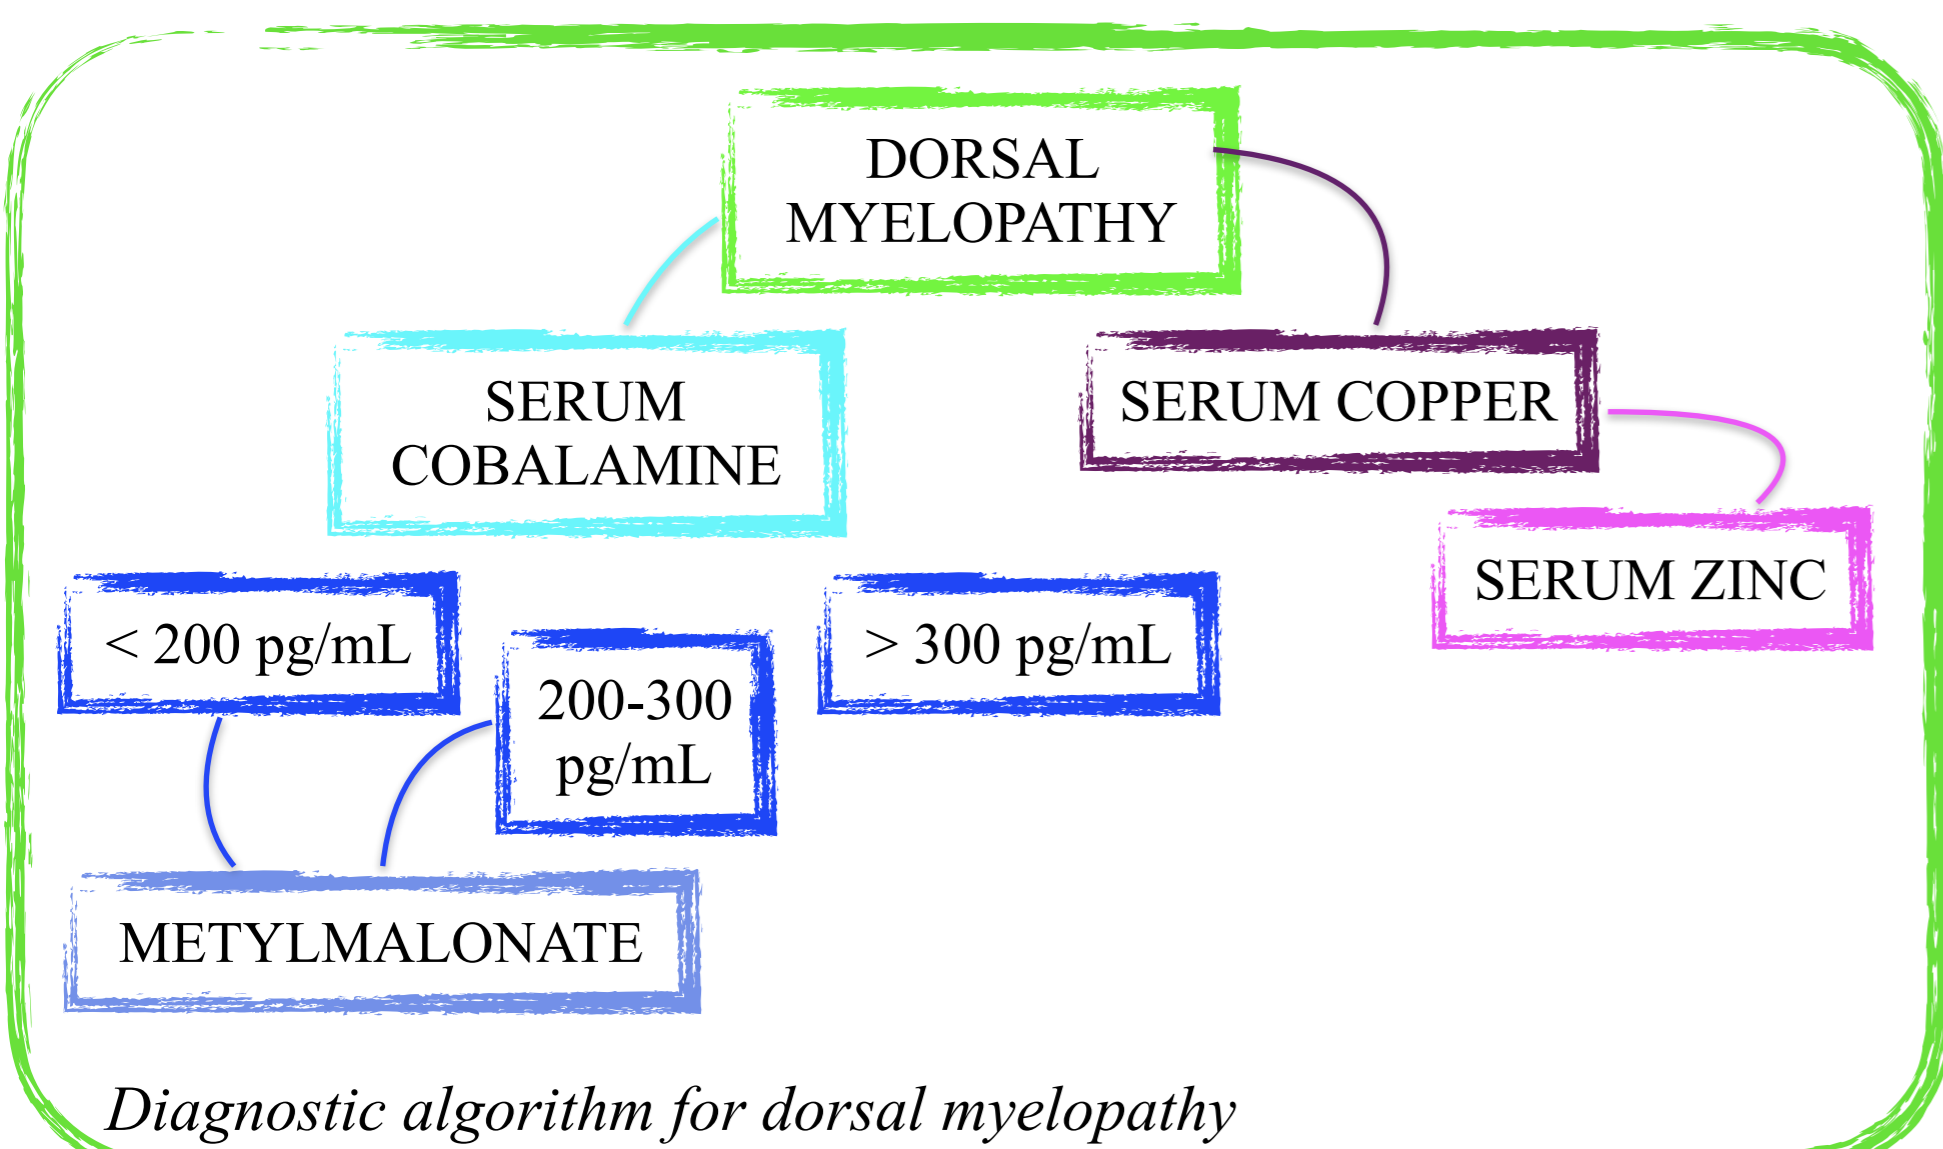 DORSAL
MYELOPATHY
SERUM
COBALAMINE
SERUM COPPER
SERUM ZINC
< 200 pg/mL
200-300
pg/mL
> 300 pg/mL
METYLMALONATE
Diagnostic algorithm for dorsal myelopathy